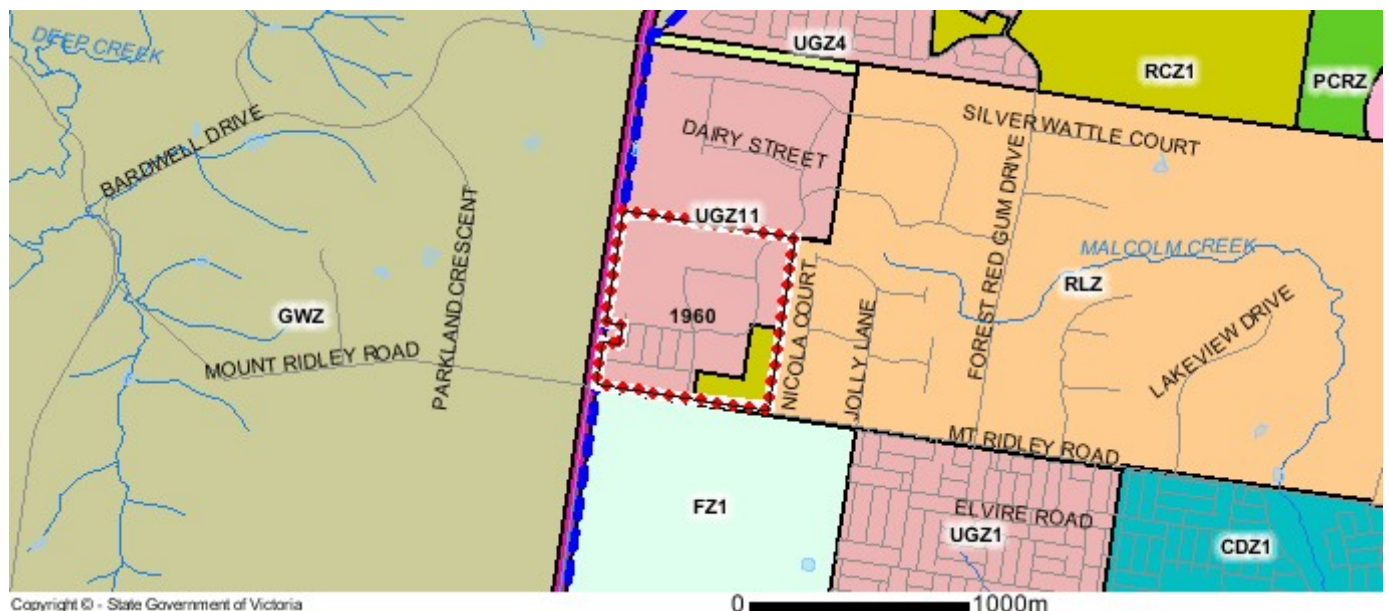 DEEP CREEK
UGZ4
RCZ1
PCRZ
BARDWELL DRIVE
DAIRY STREET
SILVER WATTLE COURT
PARKLAND CRESCENT
UGZ11
FOREST RED GUM DRIVE
MALCOLM CREEK
GWZ
1960
NICOLA COURT
JOLLY LANE
RLZ
LAKEVIEW DRIVE
MOUNT RIDLEY ROAD
MT RIDLEY ROAD
FZ1
ELVIRE ROAD
UGZ1
CDZ1
Copyright © - State Government of Victoria
0 1000m